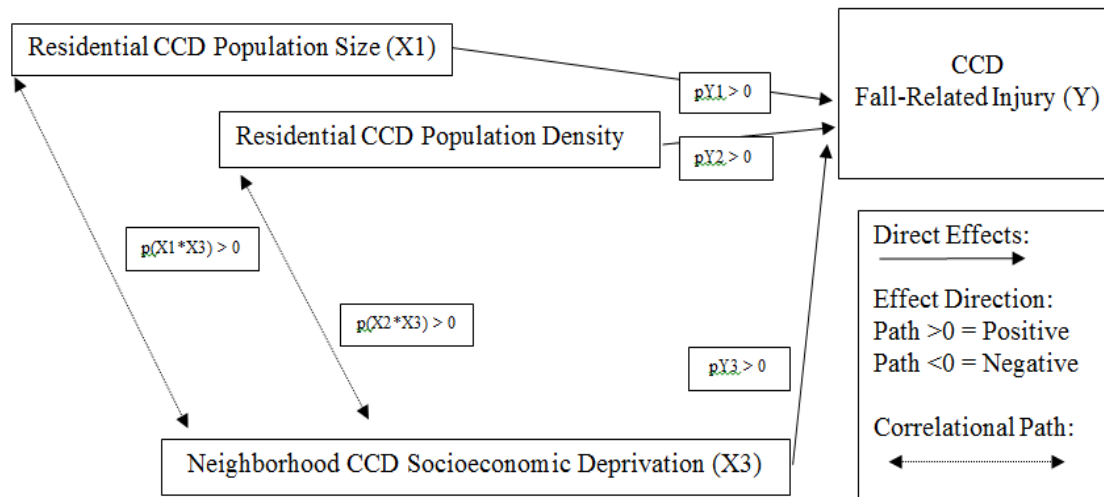 Residential CCD Population Size (X1)
CCD
Fall-Related Injury (Y)
pY1 > 0
Residential CCD Population Density
pY2 > 0
p(X1*X3) > 0
p(X2*X3) > 0
pY3 > 0
Neighborhood CCD Socioeconomic Deprivation (X3)
Direct Effects:
Effect Direction:
Path >0 = Positive
Path <0 = Negative
Correlational Path: